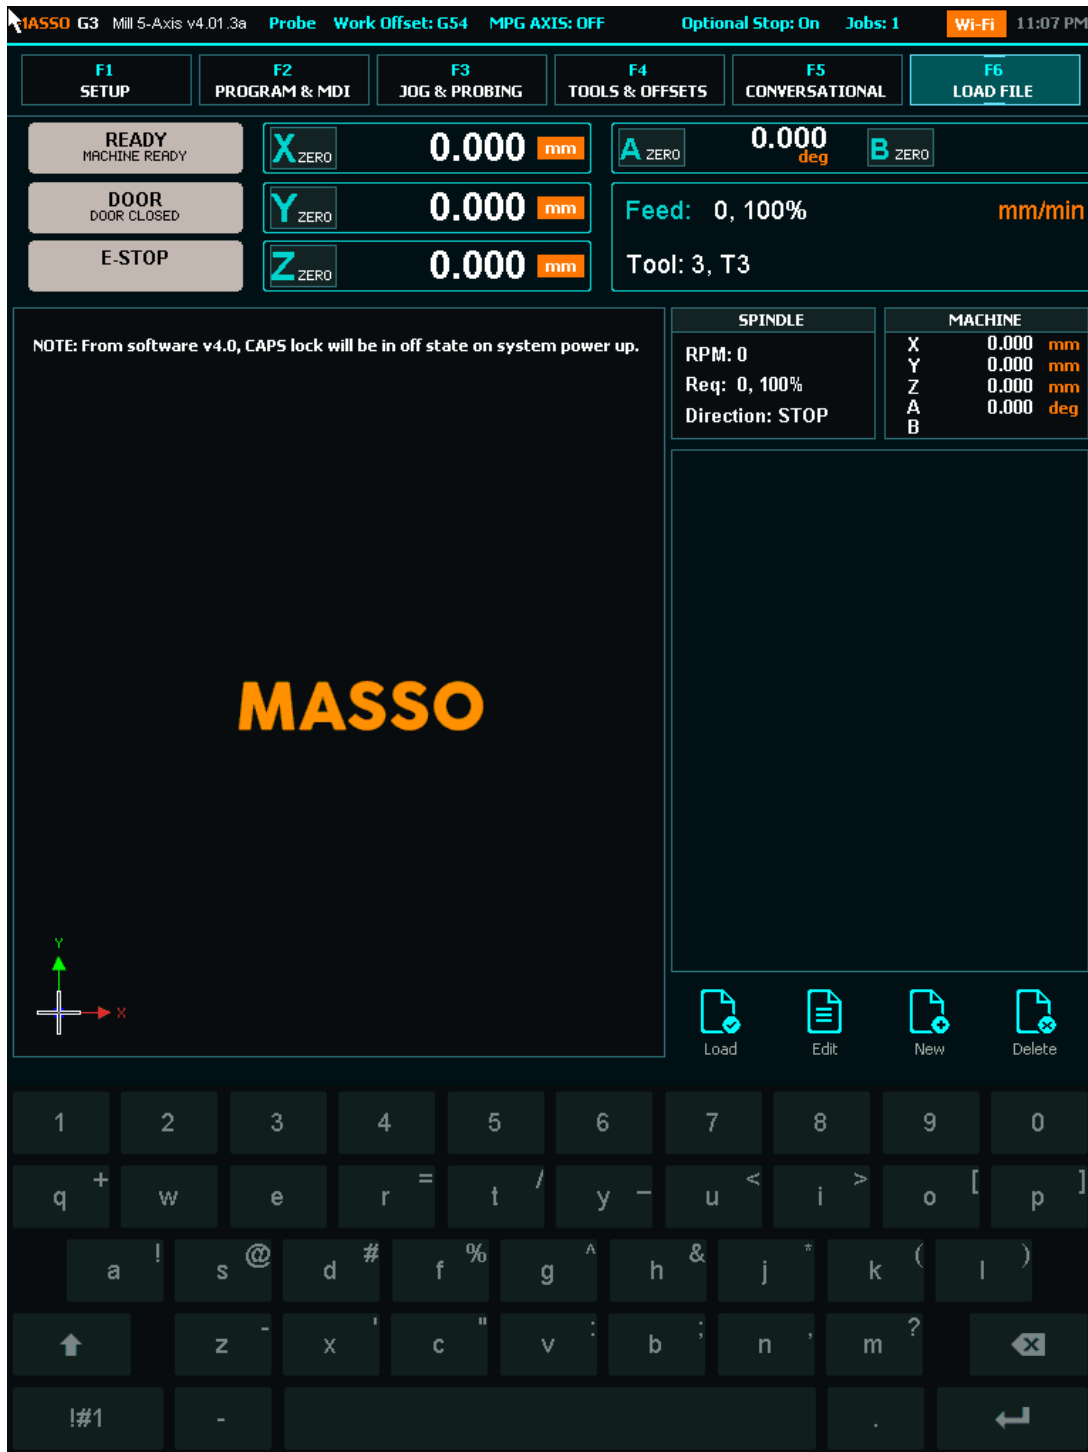 MASSO G3 Mill 5-Axis v4.01.3a Probe Work Offset: G54 MPG AXIS: OFF Optional Stop: On Jobs: 1 Wi-Fi 11:07 PM
F1 F2 F3 F4 F5 F6
SETUP PROGRAM & MDI JOG & PROBING TOOLS & OFFSETS CONVERSATIONAL LOAD FILE
READY
MACHINE READY
X ZERO 0.000 mm
A ZERO 0.000 deg B ZERO
DOOR
DOOR CLOSED
Y ZERO 0.000 mm
Feed: 0, 100% mm/min
E-STOP
Z ZERO 0.000 mm
Tool: 3, T3
NOTE: From software v4.0, CAPS lock will be in off state on system power up.
SPINDLE
RPM: 0
Req: 0, 100%
Direction: STOP
MACHINE
X 0.000 mm
Y 0.000 mm
Z 0.000 mm
A 0.000 deg
B
MASSO
Y
X
Load Edit New Delete
1 2 3 4 5 6 7 8 9 0
q + w e r = t / y _ u < i > o [ p ]
a ! s @ d # f % g ^ h & j * k ( l )
z - x ' c " v : b ; n , m ?
!#1 - .